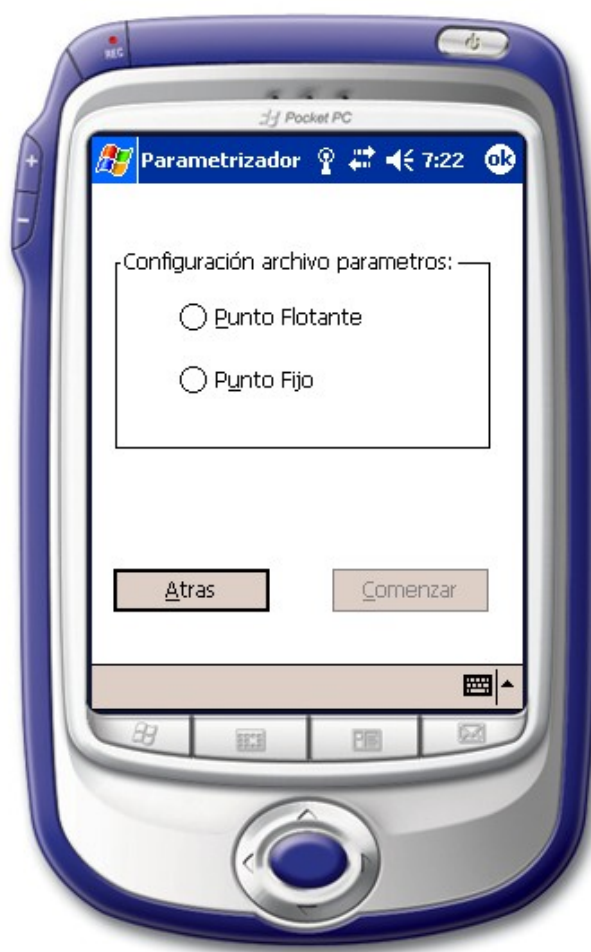 REC
Pocket PC
Parametrizador 7:22 ok
Configuración archivo parametros:
Punto Flotante
Punto Fijo
Atras Comenzar